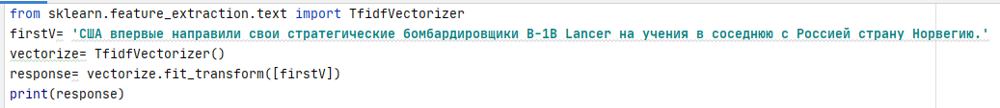 from sklearn.feature_extraction.text import TfidfVectorizer
firstV= 'США впервые направили свои стратегические бомбардировщики B-1B Lancer на учения в соседнюю с Россией страну Норвегию.'
vectorize= TfidfVectorizer()
response= vectorize.fit_transform([firstV])
print(response)